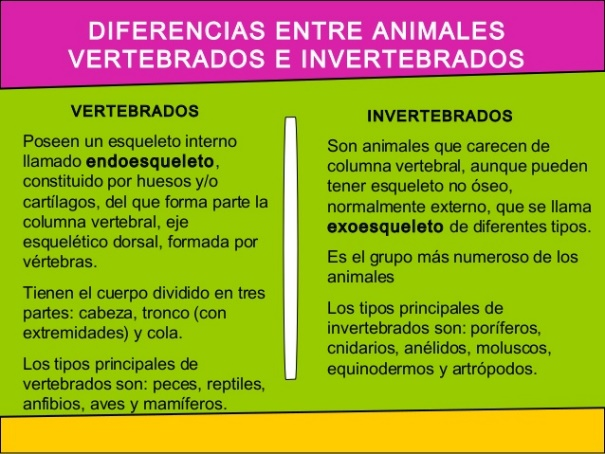 DIFERENCIAS ENTRE ANIMALES
VERTEBRADOS E INVERTEBRADOS
VERTEBRADOS
Poseen un esqueleto interno
llamado endoesqueleto,
constituido por huesos y/o
cartílagos, del que forma parte la
columna vertebral, eje
esquelético dorsal, formada por
vértebras.
Tienen el cuerpo dividido en tres
partes: cabeza, tronco (con
extremidades) y cola.
Los tipos principales de
vertebrados son: peces, reptiles,
anfibios, aves y mamíferos.
INVERTEBRADOS
Son animales que carecen de
columna vertebral, aunque pueden
tener esqueleto no óseo,
normalmente externo, que se llama
exoesqueleto de diferentes tipos.
Es el grupo más numeroso de los
animales
Los tipos principales de
invertebrados son: poríferos,
cnidarios, anélidos, moluscos,
equinodermos y artrópodos.